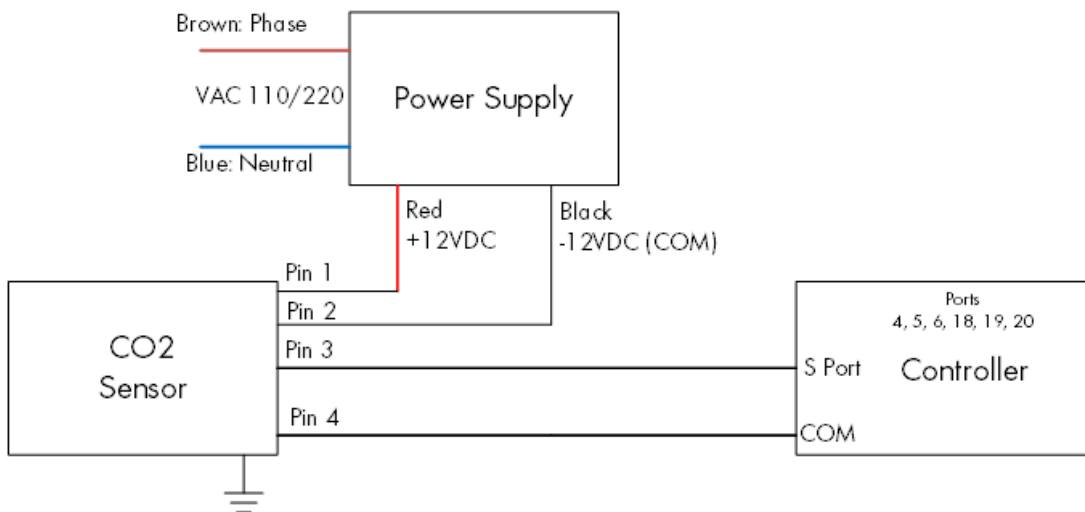 Brown: Phase
VAC 110/220
Blue: Neutral
Power Supply
Red
+12VDC
Black
-12VDC (COM)
Pin 1
Pin 2
Pin 3
Pin 4
CO2
Sensor
Ports
4, 5, 6, 18, 19, 20
S Port
Controller
COM